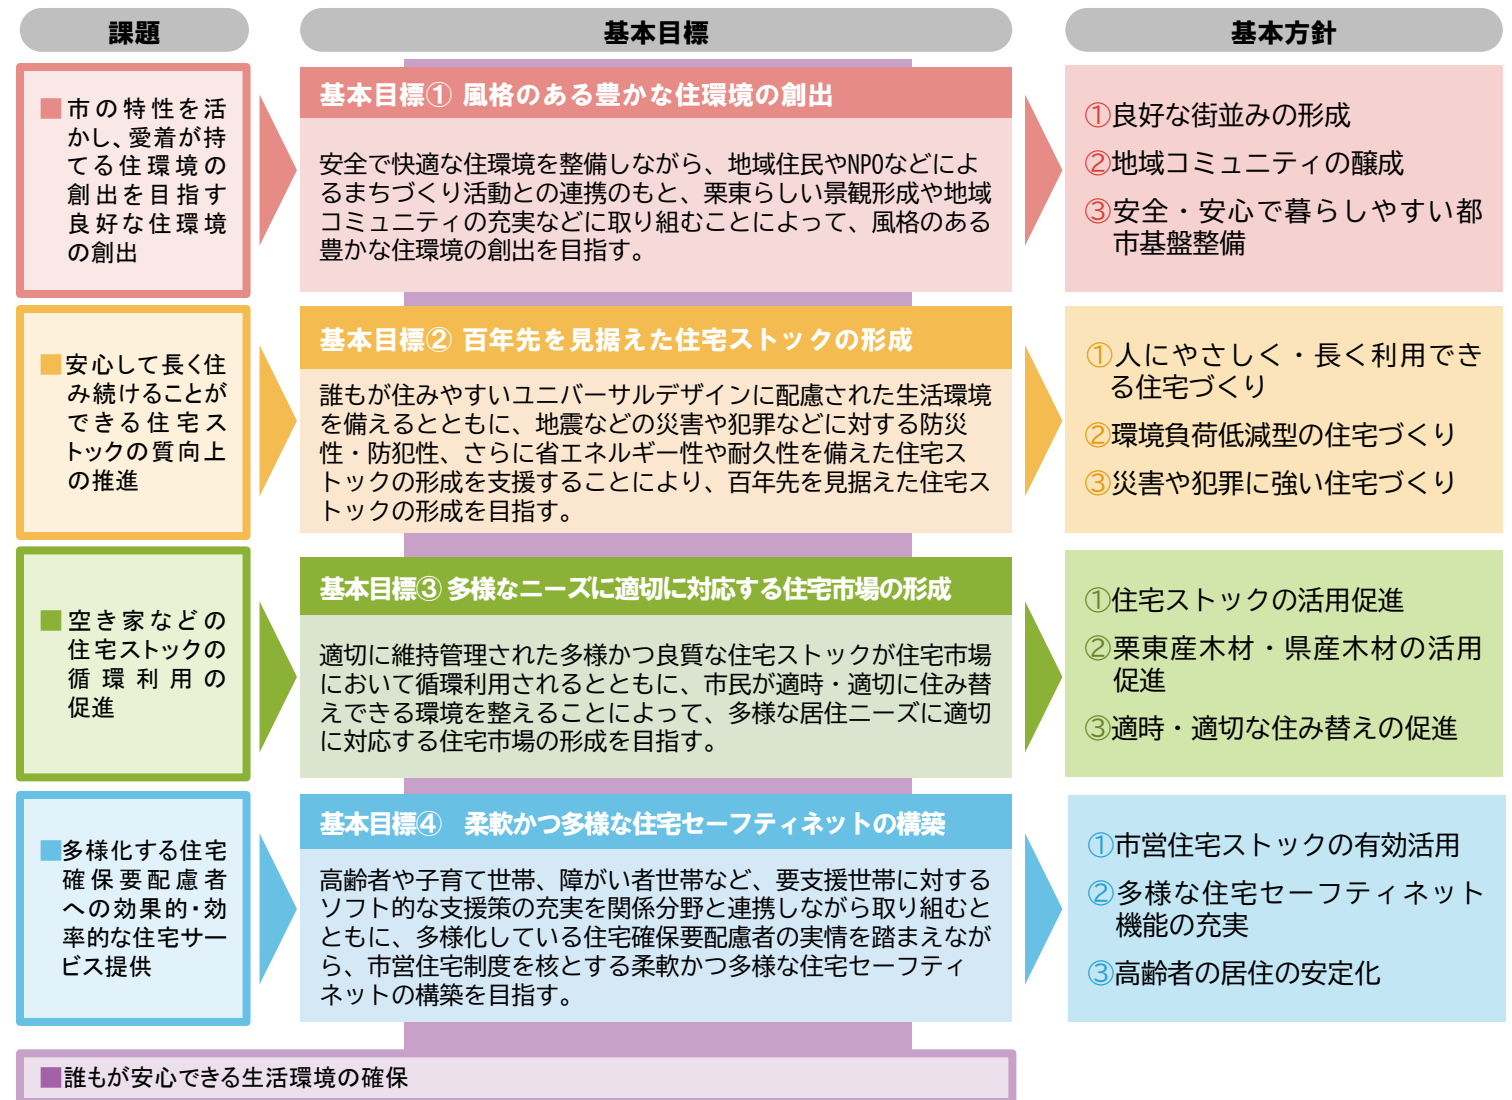 課題
基本目標
基本方針
■市の特性を活
かし、愛着が持
てる住環境の
創出を目指す
良好な住環境
の創出
基本目標① 風格のある豊かな住環境の創出
安全で快適な住環境を整備しながら、地域住民やNPOなどによ
るまちづくり活動との連携のもと、栗東らしい景観形成や地域
コミュニティの充実などに取り組むことによって、風格のある
豊かな住環境の創出を目指す。
①良好な街並みの形成
②地域コミュニティの醸成
③安全・安心で暮らしやすい都
市基盤整備
■安心して長く住
み続けることが
できる住宅ス
トックの質向上
の推進
基本目標② 百年先を見据えた住宅ストックの形成
誰もが住みやすいユニバーサルデザインに配慮された生活環境
を備えるとともに、地震などの災害や犯罪などに対する防災
性・防犯性、さらに省エネルギー性や耐久性を備えた住宅ス
トックの形成を支援することにより、百年先を見据えた住宅ス
トックの形成を目指す。
①人にやさしく・長く利用でき
る住宅づくり
②環境負荷低減型の住宅づくり
③災害や犯罪に強い住宅づくり
■空き家などの
住宅ストックの
循環利用の
促進
基本目標③ 多様なニーズに適切に対応する住宅市場の形成
適切に維持管理された多様かつ良質な住宅ストックが住宅市場
において循環利用されるとともに、市民が適時・適切に住み替
えできる環境を整えることによって、多様な居住ニーズに適切
に対応する住宅市場の形成を目指す。
①住宅ストックの活用促進
②栗東産木材・県産木材の活用
促進
③適時・適切な住み替えの促進
■多様化する住宅
確保要配慮者
への効果的・効
率的な住宅サー
ビス提供
基本目標④　柔軟かつ多様な住宅セーフティネットの構築
高齢者や子育て世帯、障がい者世帯など、要支援世帯に対する
ソフト的な支援策の充実を関係分野と連携しながら取り組むと
ともに、多様化している住宅確保要配慮者の実情を踏まえなが
ら、市営住宅制度を核とする柔軟かつ多様な住宅セーフティ
ネットの構築を目指す。
①市営住宅ストックの有効活用
②多様な住宅セーフティネット
機能の充実
③高齢者の居住の安定化
■誰もが安心できる生活環境の確保